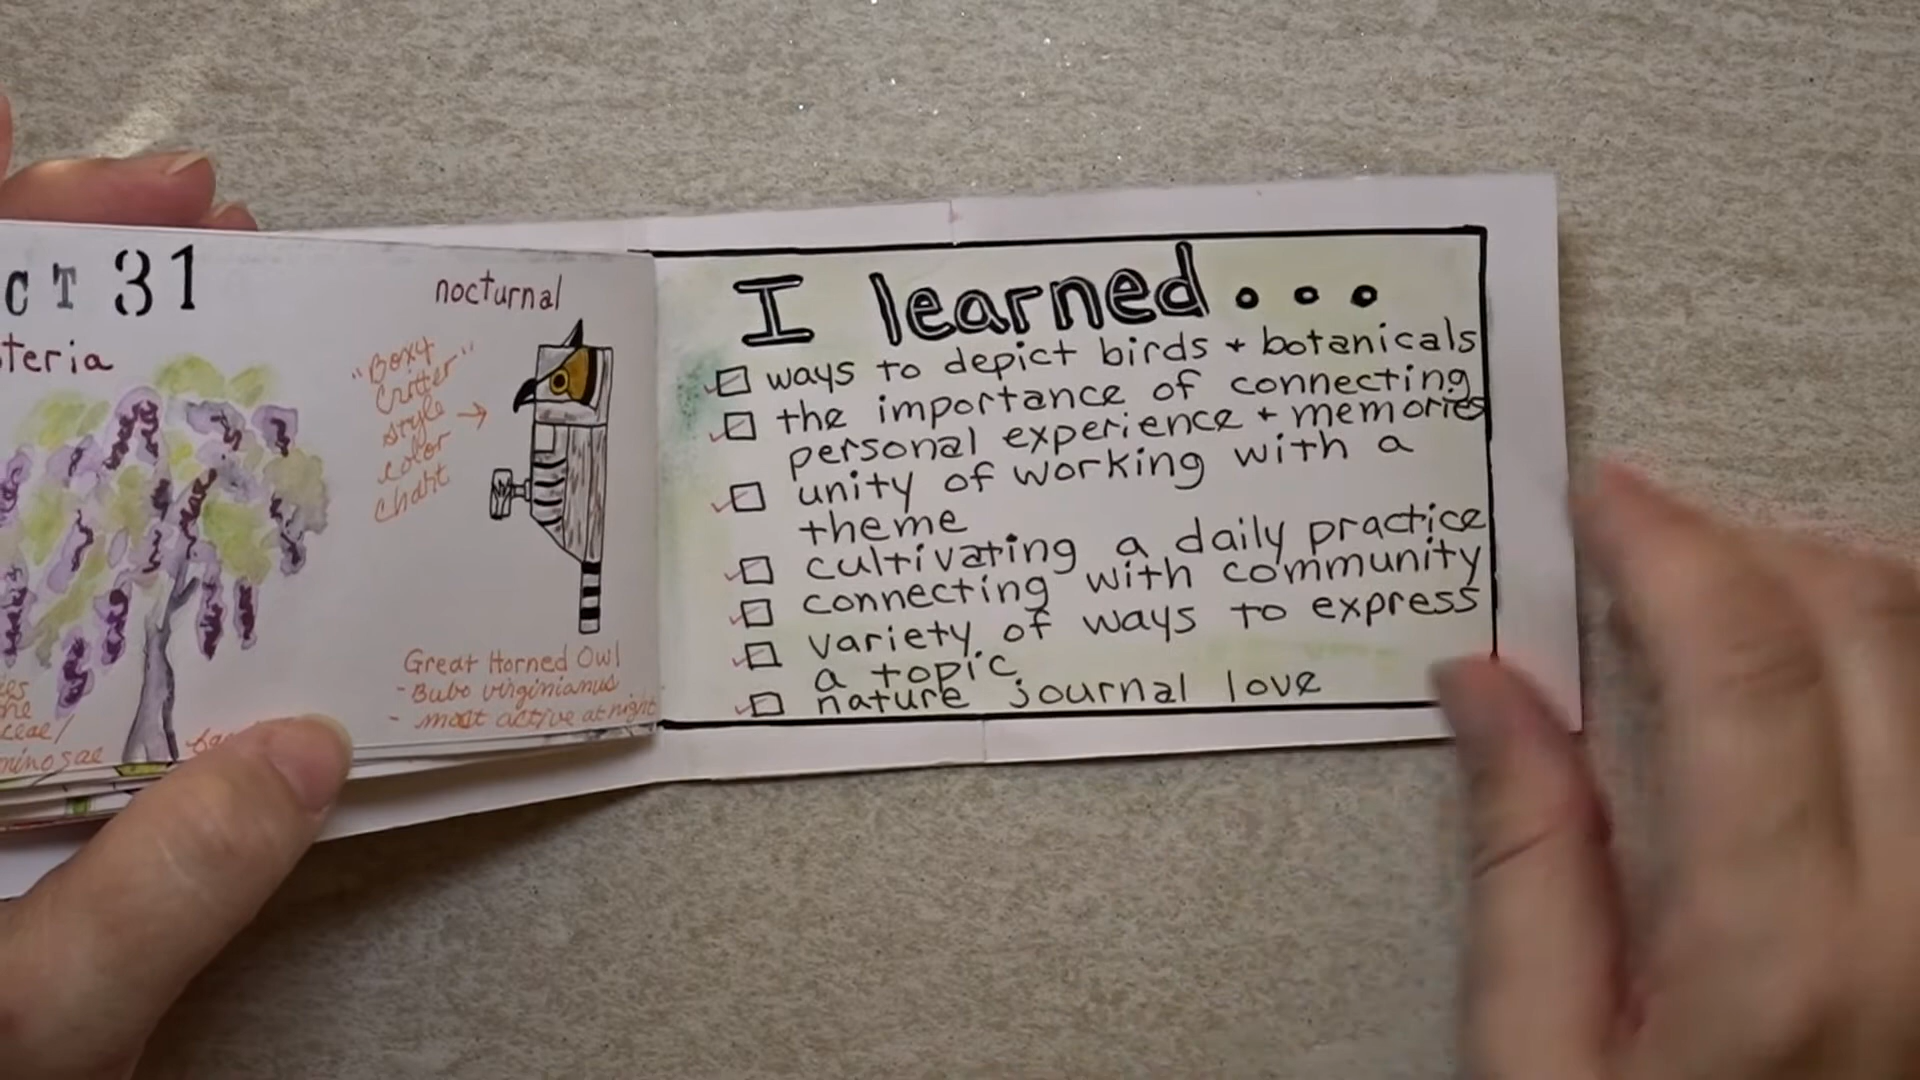 CT 31
teria
nocturnal
"Boxy
Critter"
style
color
chart
Great Horned Owl
- Bubo virginianus
- most active at night
ceae/
minosae
I learned...
ways to depict birds + botanicals
the importance of connecting
personal experience + memories
unity of working with a
theme
cultivating a daily practice
connecting with community
variety of ways to express
a topic
nature journal love